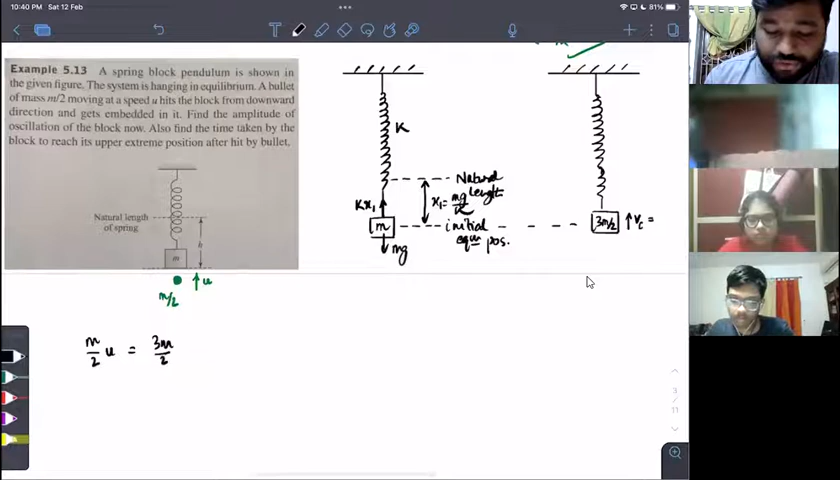 10:40 PM Sat 12 Feb
81%
Example 5.13 A spring block pendulum is shown in
the given figure. The system is hanging in equilibrium. A bullet
of mass m/2 moving at a speed u hits the block from downward
direction and gets embedded in it. Find the amplitude of
oscillation of the block now. Also find the time taken by the
block to reach its upper extreme position after hit by bullet.
Natural length
of spring
h
m
m/2
u
K
Natural
length
x₁ = mg/K
Kx₁
m
mg
initial
eqm pos.
3m/2
Vc =
m/2 u = 3m/2
3
11